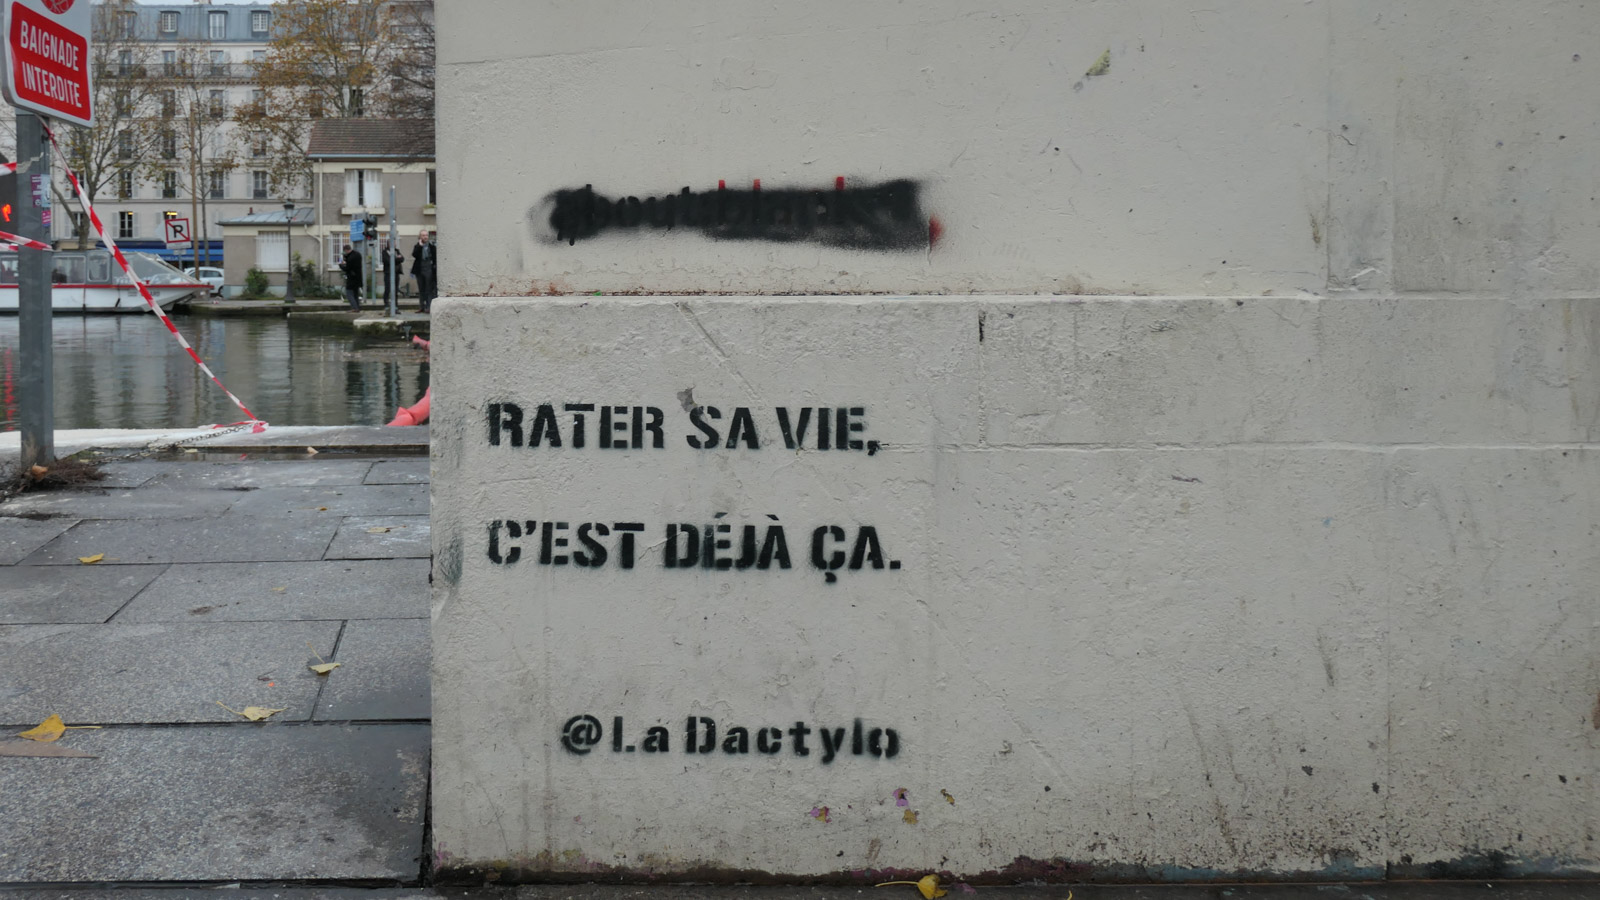 BAIGNADE
INTERDITE
RATER SA VIE,
C'EST DÉJÀ ÇA.
@La Dactylo